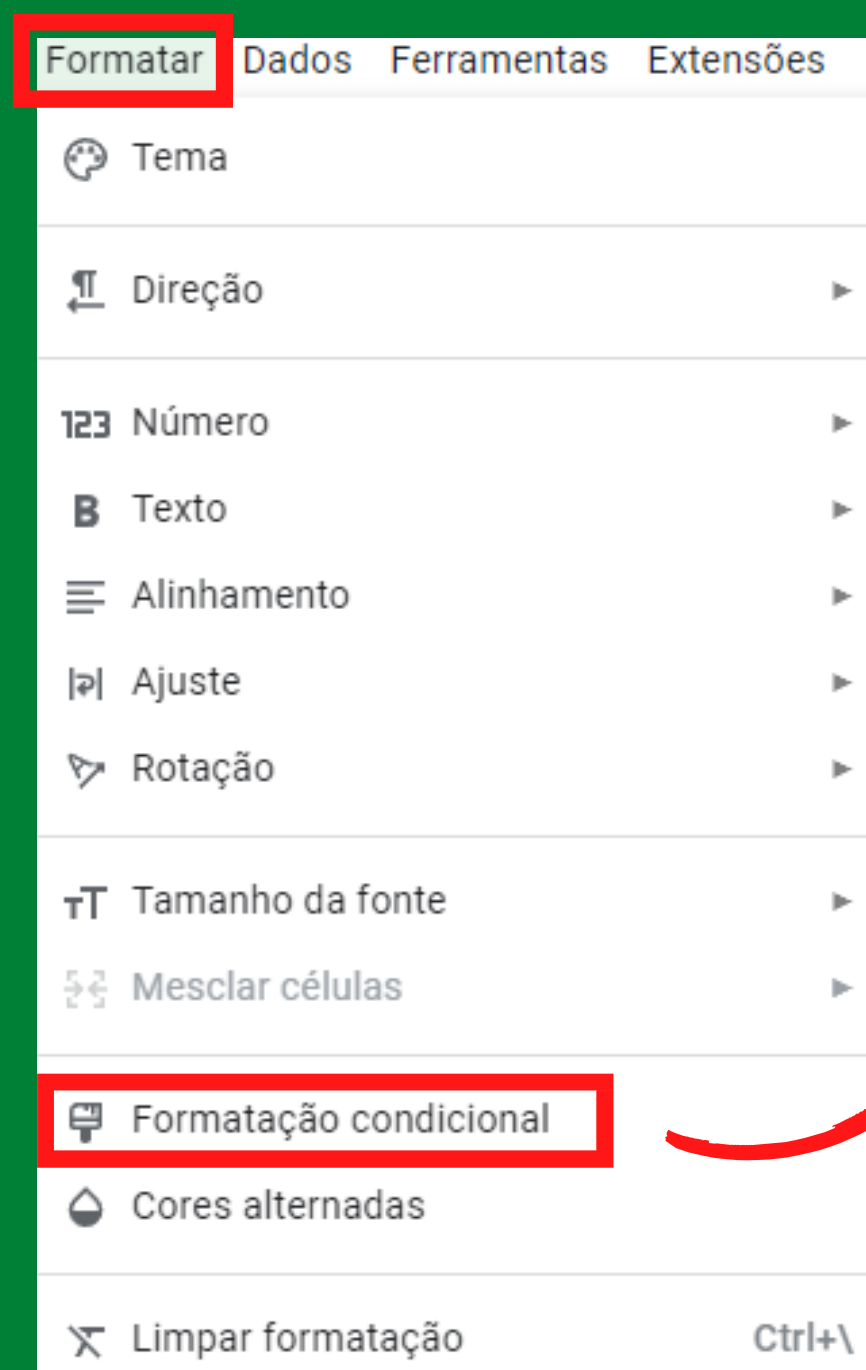 Formatar Dados Ferramentas Extensões
Tema
Direção
123 Número
B Texto
Alinhamento
Ajuste
Rotação
TT Tamanho da fonte
Mesclar células
Formatação condicional
Cores alternadas
Limpar formatação Ctrl+\